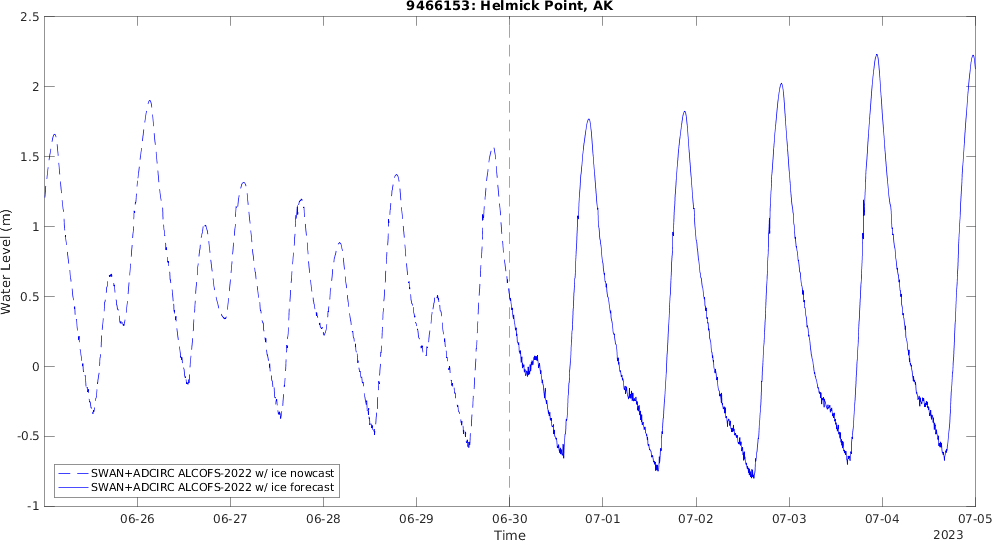 9466153: Helmick Point, AK
2.5
2
1.5
1
0.5
0
-0.5
-1
Water Level (m)
SWAN+ADCIRC ALCOFS-2022 w/ ice nowcast
SWAN+ADCIRC ALCOFS-2022 w/ ice forecast
06-26 06-27 06-28 06-29 06-30 07-01 07-02 07-03 07-04 07-05
Time
2023